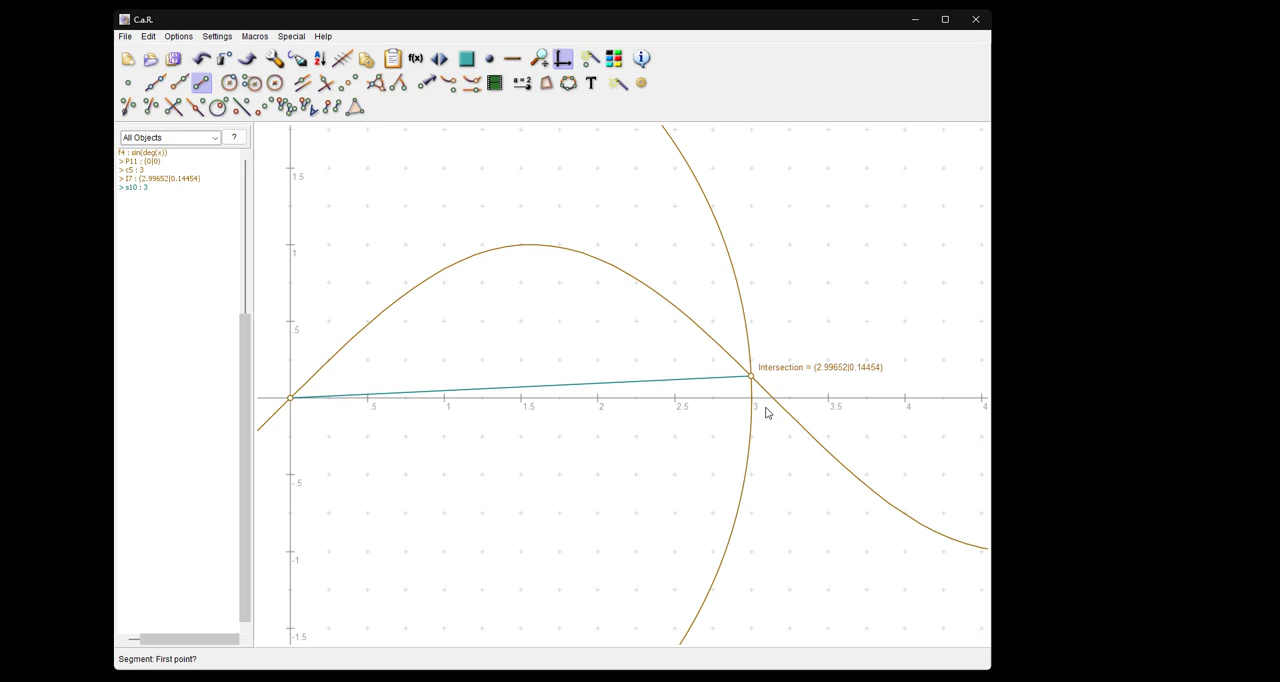 C.a.R.
File Edit Options Settings Macros Special Help
f(x)
a = 2
T
All Objects
?
f4 : sin(deg(x))
> P11 : (0|0)
> c5 : 3
> I7 : (2.99652|0.14454)
> s10 : 3
1.5
1
.5
Intersection = (2.99652|0.14454)
.5 1 1.5 2 2.5 3 3.5 4 4
-.5
-1
-1.5
Segment: First point?